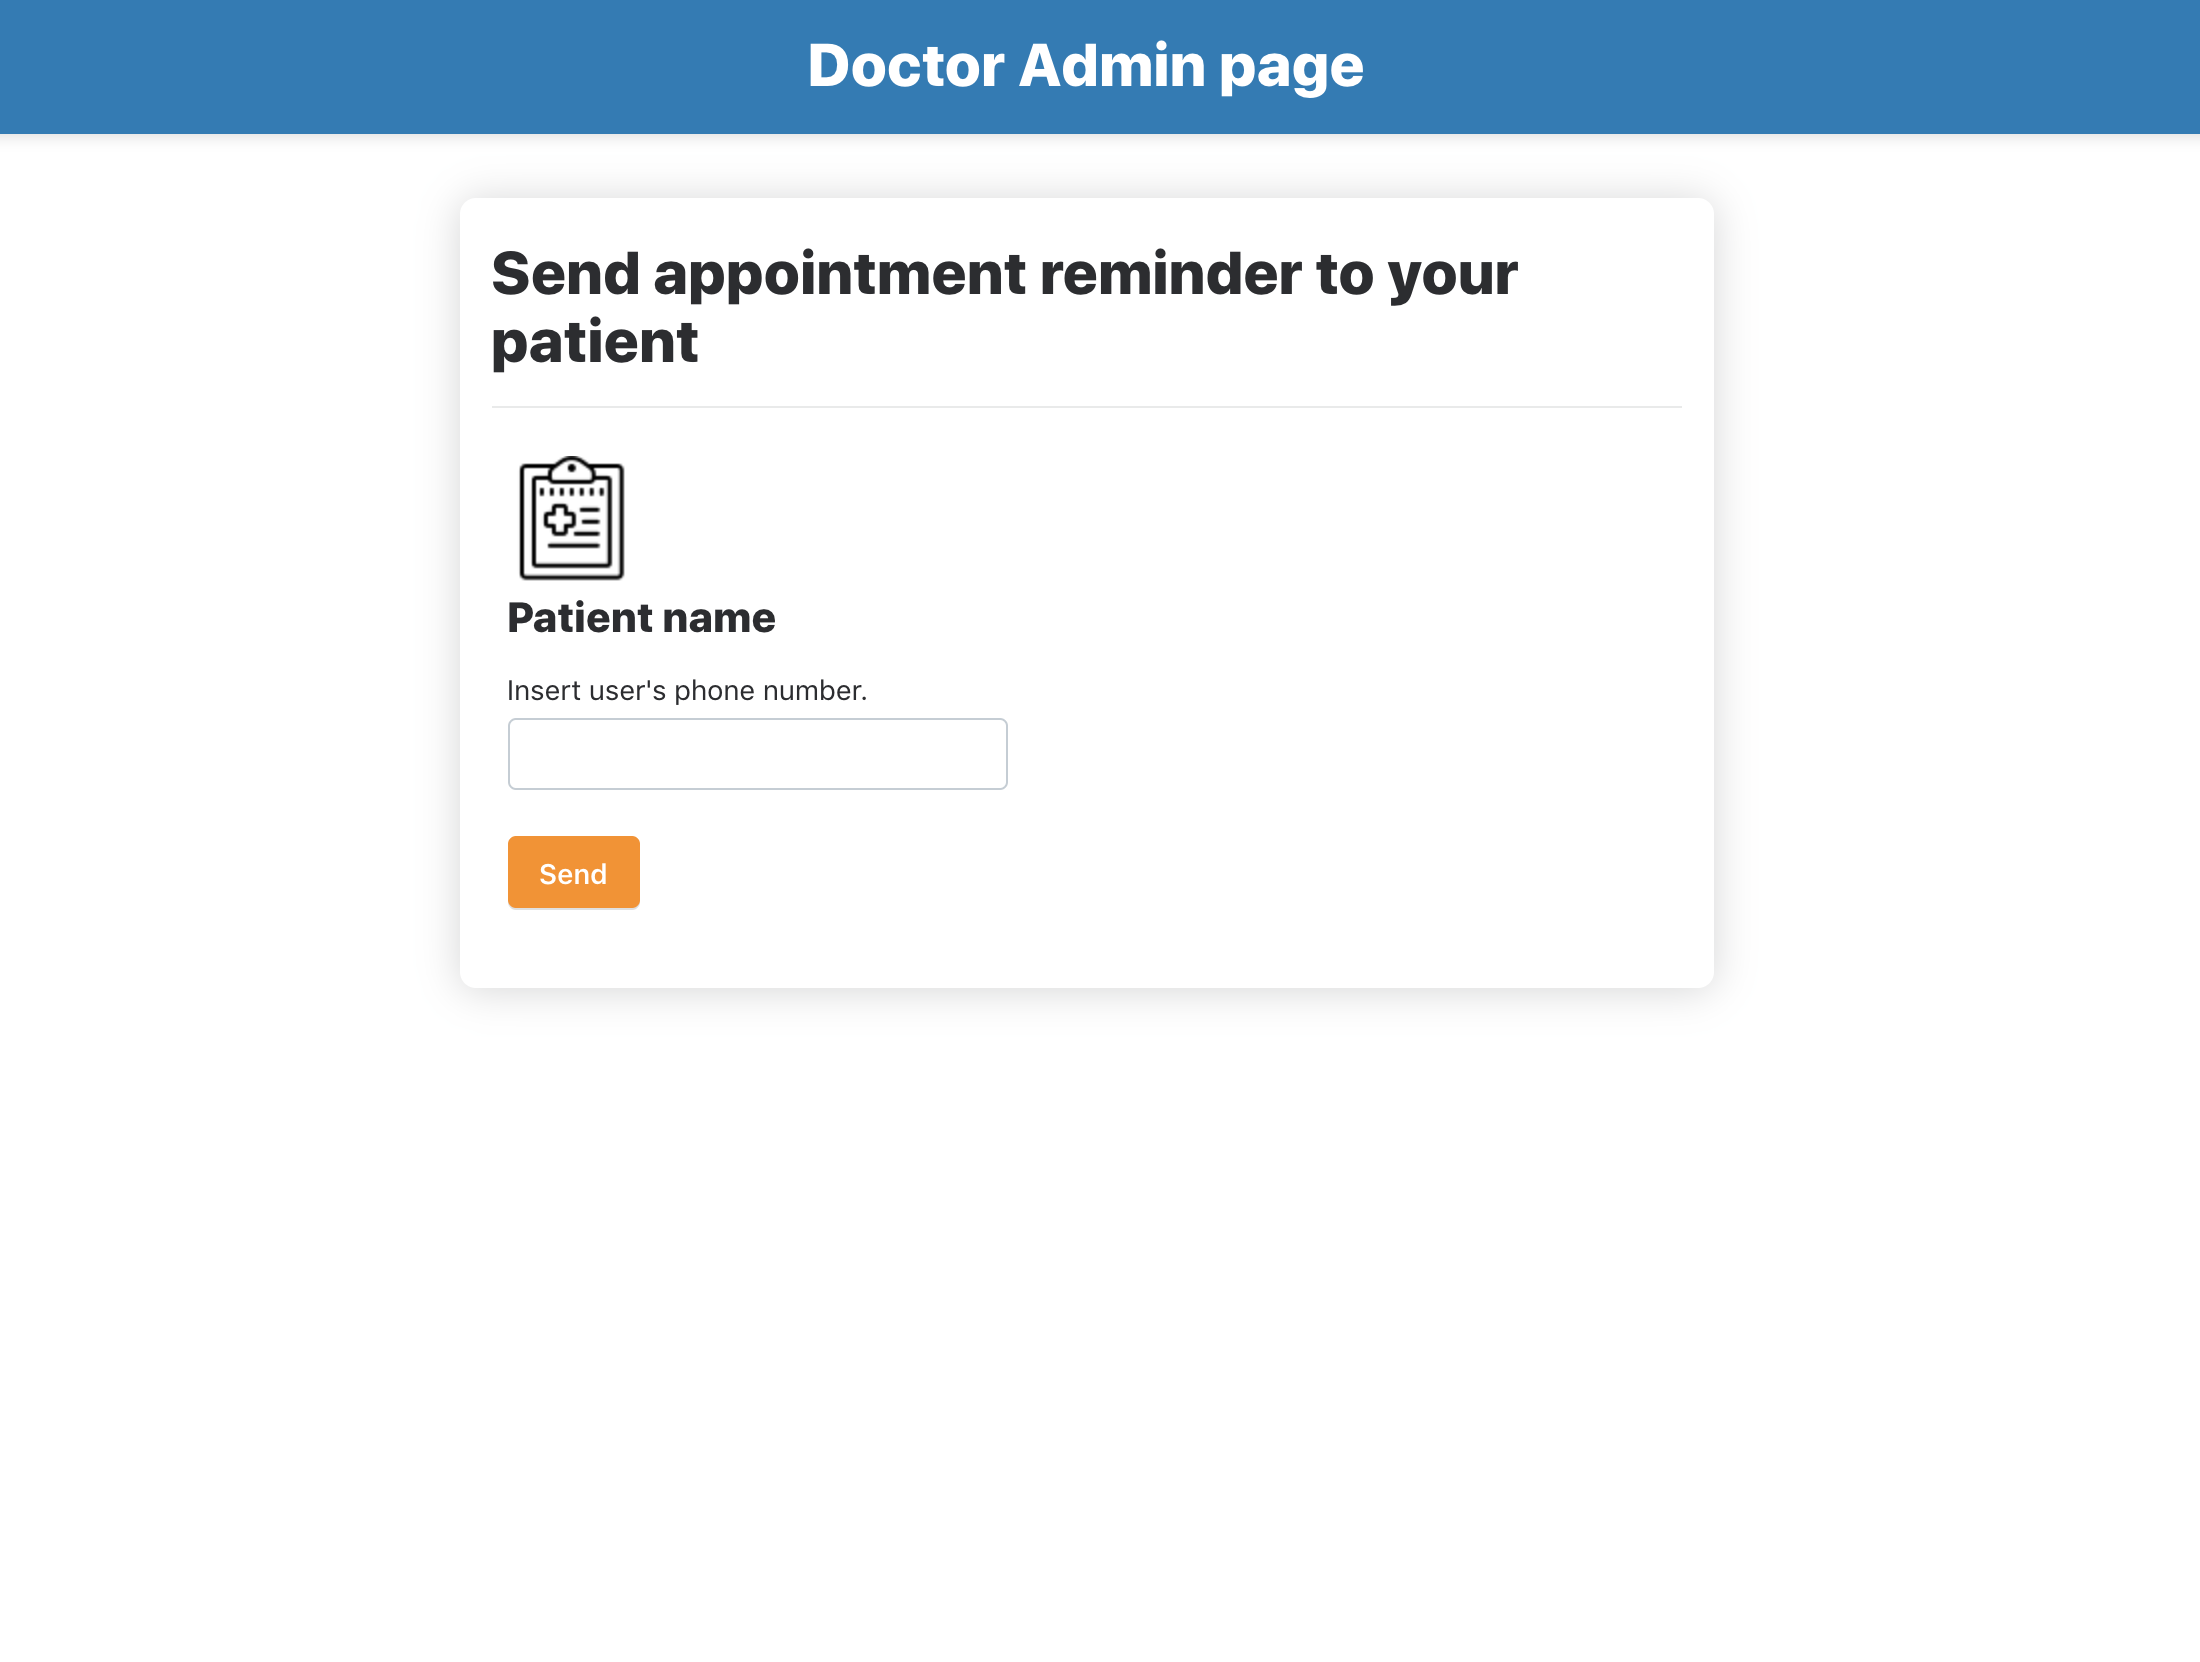 Doctor Admin page
Send appointment reminder to your
patient
Patient name
Insert user's phone number.
Send